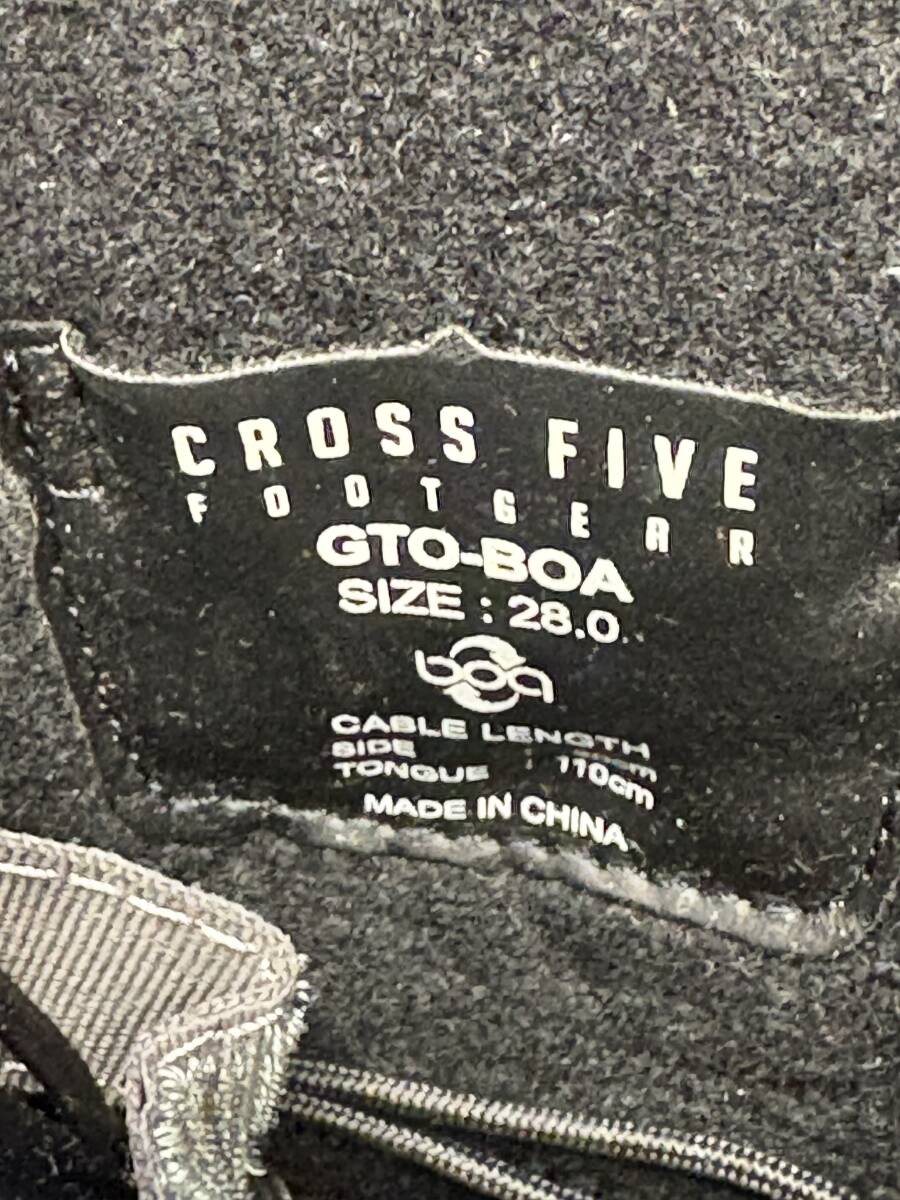 CROSS FIVE
FOOTGEAR
GTO-BOA
SIZE : 28.0
boa
CABLE LENGTH
SIDE
TONGUE : 110cm
MADE IN CHINA